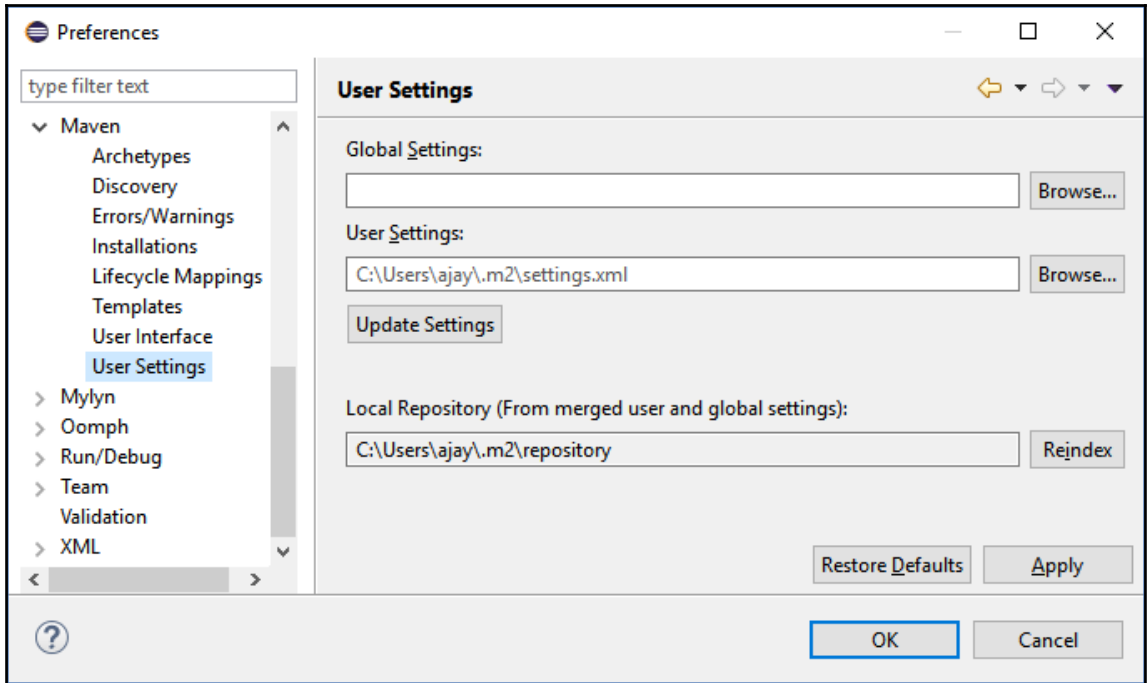 Preferences
type filter text
Maven
Archetypes
Discovery
Errors/Warnings
Installations
Lifecycle Mappings
Templates
User Interface
User Settings
Mylyn
Oomph
Run/Debug
Team
Validation
XML
User Settings
Global Settings:
Browse...
User Settings:
C:\Users\ajay\.m2\settings.xml Browse...
Update Settings
Local Repository (From merged user and global settings):
C:\Users\ajay\.m2\repository Reindex
Restore Defaults Apply
? OK Cancel